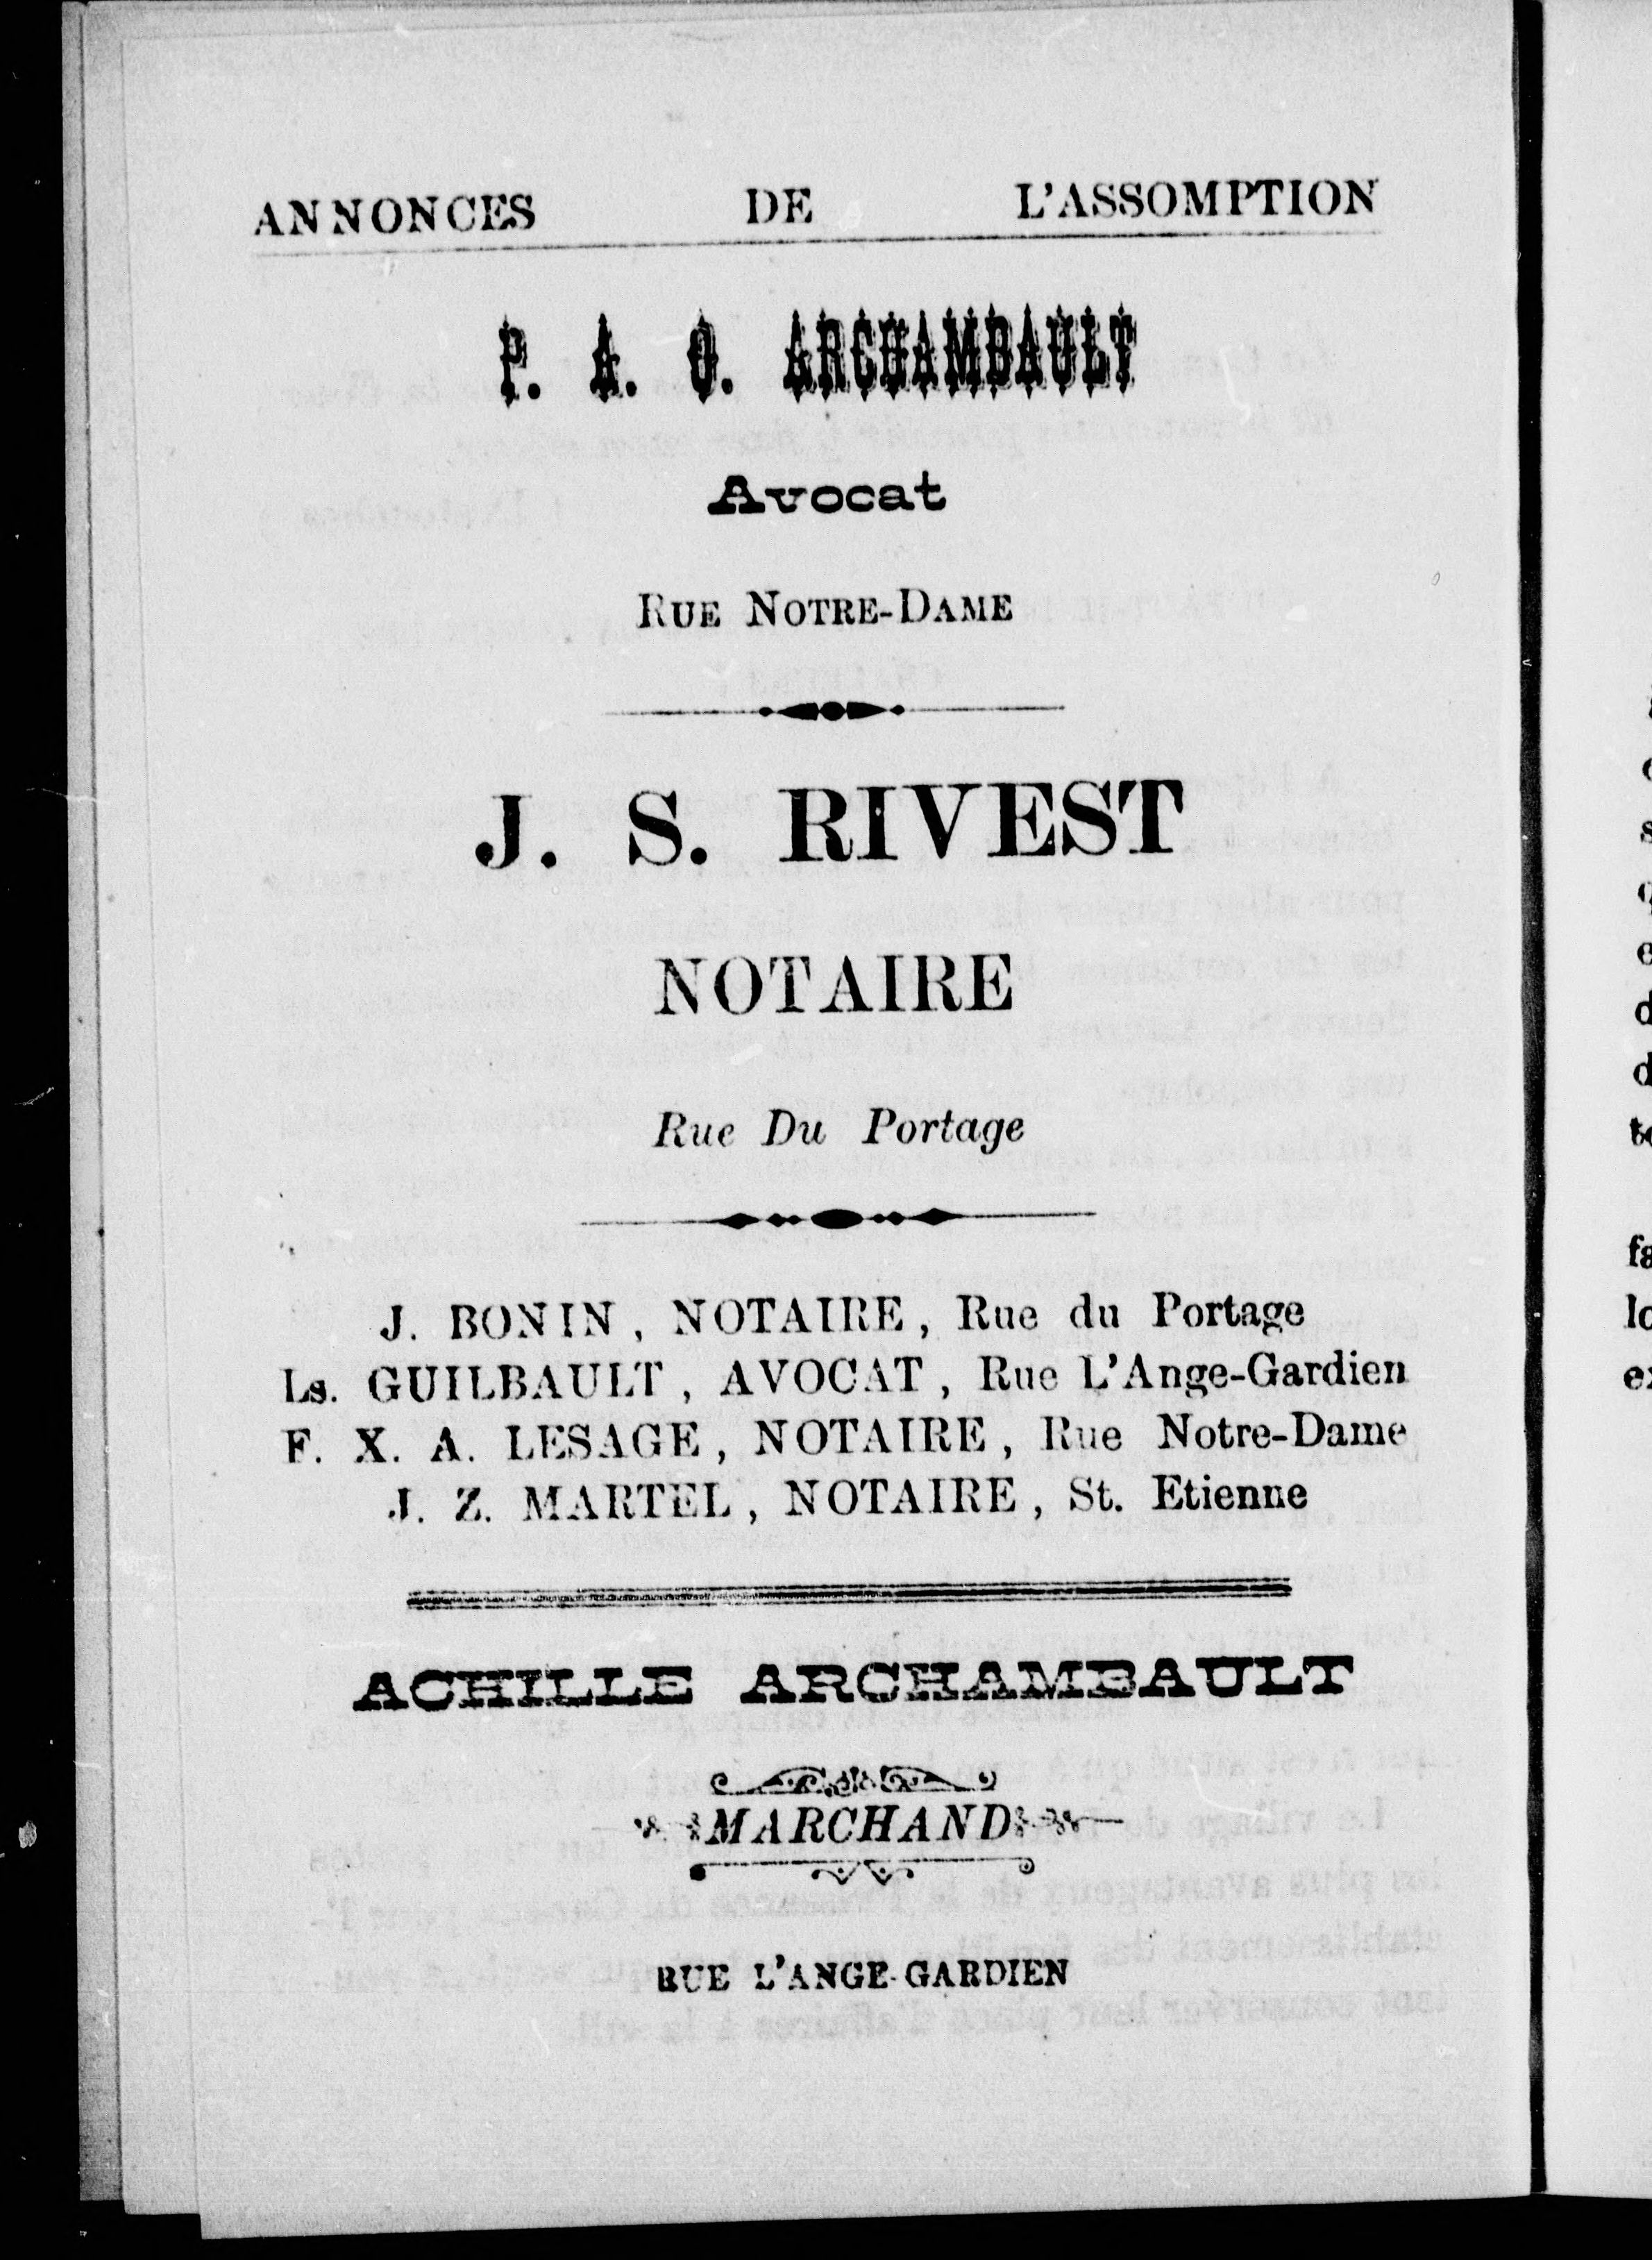 ANNONCES DE L'ASSOMPTION
P. A. O. ARCHAMBAULT
Avocat
RUE NOTRE-DAME
J. S. RIVEST
NOTAIRE
Rue Du Portage
J. BONIN, NOTAIRE, Rue du Portage
Ls. GUILBAULT, AVOCAT, Rue L'Ange-Gardien
F. X. A. LESAGE, NOTAIRE, Rue Notre-Dame
J. Z. MARTEL, NOTAIRE, St. Etienne
ACHILLE ARCHAMBAULT
MARCHAND
RUE L'ANGE-GARDIEN